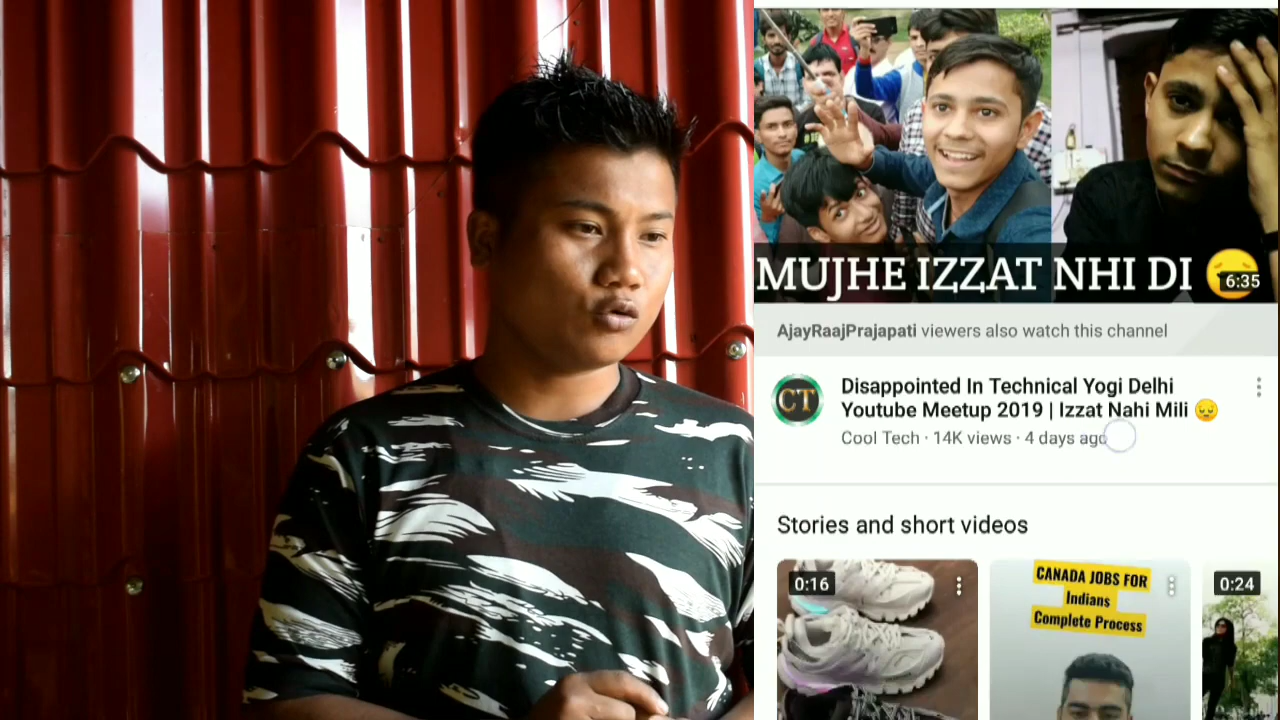 MUJHE IZZAT NHI DI 😔
6:35
AjayRaajPrajapati viewers also watch this channel
CT
Disappointed In Technical Yogi Delhi
Youtube Meetup 2019 | Izzat Nahi Mili 😔
Cool Tech · 14K views · 4 days ago
Stories and short videos
0:16
CANADA JOBS FOR
Indians
Complete Process
0:24